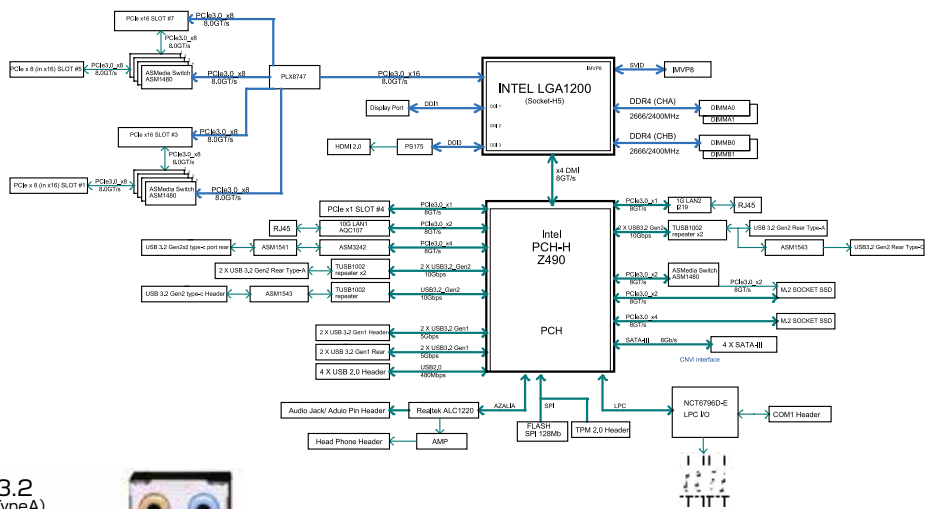 PCIe x16 SLOT #7
PCIe3.0_x8
8.0GT/s
PCIe3.0_x8
8.0GT/s
PCIe x 8 (in x16) SLOT #5
PCIe3.0_x8
8.0GT/s
ASMedia Switch
ASM1480
PCIe3.0_x8
8.0GT/s
PLX8747
PCIe3.0_x16
8.0GT/s
PCIe x16 SLOT #3
PCIe3.0_x8
8.0GT/s
PCIe3.0_x8
8.0GT/s
PCIe x 8 (in x16) SLOT #1
PCIe3.0_x8
8.0GT/s
ASMedia Switch
ASM1480
PCIe3.0_x8
8.0GT/s
IMVP8
INTEL LGA1200
(Socket-H5)
DDI 1
DDI 2
DDI 3
SVID
IMVP8
Display Port
DDI1
HDMI 2,0
PS175
DDI3
DDR4 (CHA)
2666/2400MHz
DIMMA0
DIMMA1
DDR4 (CHB)
2666/2400MHz
DIMMB0
DIMMB1
x4 DMI
8GT/s
Intel
PCH-H
Z490
PCH
PCIe x1 SLOT #4
PCIe3.0_x1
8GT/s
RJ45
10G LAN1
AQC107
PCIe3.0_x2
8GT/s
USB 3.2 Gen2x2 type-c port rear
ASM1541
ASM3242
PCIe3.0_x4
8GT/s
2 X USB 3.2 Gen2 Rear Type-A
TUSB1002
repeater x2
2 X USB3.2_Gen2
10Gbps
USB 3.2 Gen2 type-c Header
ASM1543
TUSB1002
repeater
USB3.2_Gen2
10Gbps
2 X USB 3.2 Gen1 Header
2 X USB3.2_Gen1
5Gbps
2 X USB 3.2 Gen1 Rear
2 X USB3.2_Gen1
5Gbps
4 X USB 2,0 Header
USB2,0
480Mbps
PCIe3.0_x1
8GT/s
1G LAN2
I219
RJ45
2 X USB3.2 Gen2
10Gbps
TUSB1002
repeater x2
USB 3.2 Gen2 Rear Type-A
ASM1543
PCIe3.0_x2
8GT/s
ASMedia Switch
ASM1480
PCIe3.0_x2
8GT/s
PCIe3.0_x2
8GT/s
M.2 SOCKET SSD
PCIe3.0_x4
8GT/s
M.2 SOCKET SSD
SATA-III 6Gb/s
4 X SATA-III
CNVi interface
Audio Jack/ Aduio Pin Header
Realtek ALC1220
AZALIA
SPI
LPC
FLASH
SPI 128Mb
TPM 2,0 Header
NCT6796D-E
LPC I/O
COM1 Header
Head Phone Header
AMP
3.2
TypeA)